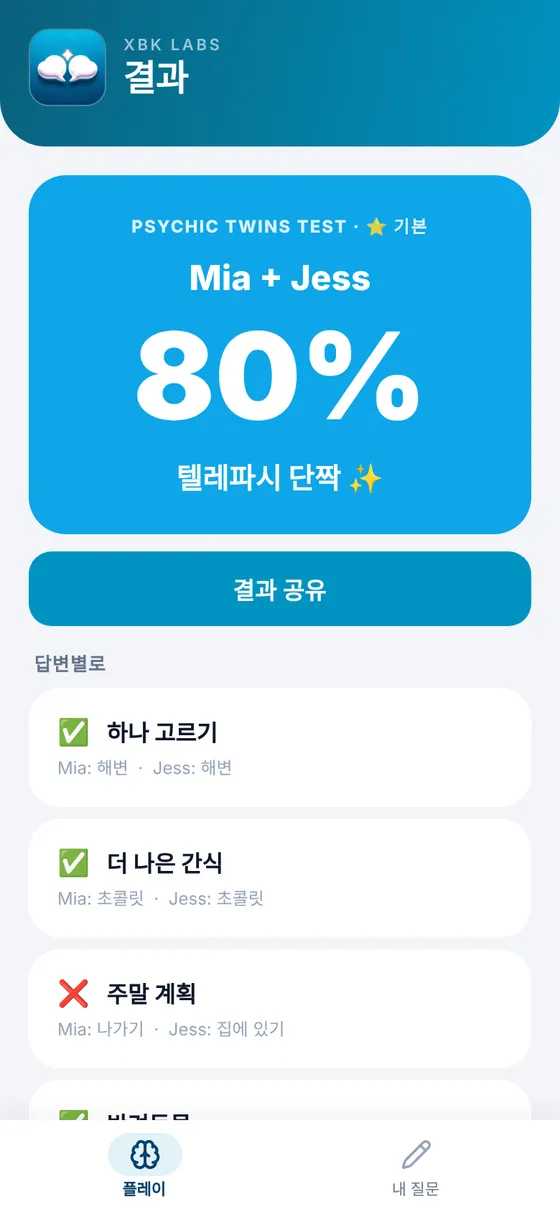 XBK LABS
결과
PSYCHIC TWINS TEST · ⭐ 기본
Mia + Jess
80%
텔레파시 단짝 ✨
결과 공유
답변별로
✅ 하나 고르기
Mia: 해변 · Jess: 해변
✅ 더 나은 간식
Mia: 초콜릿 · Jess: 초콜릿
❌ 주말 계획
Mia: 나가기 · Jess: 집에 있기
플레이
내 질문